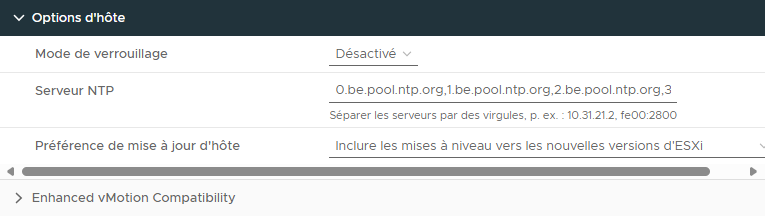 Options d'hôte
Mode de verrouillage Désactivé
Serveur NTP 0.be.pool.ntp.org,1.be.pool.ntp.org,2.be.pool.ntp.org,3
Séparer les serveurs par des virgules, p. ex. : 10.31.21.2, fe00:2800
Préférence de mise à jour d'hôte Inclure les mises à niveau vers les nouvelles versions d'ESXi
Enhanced vMotion Compatibility